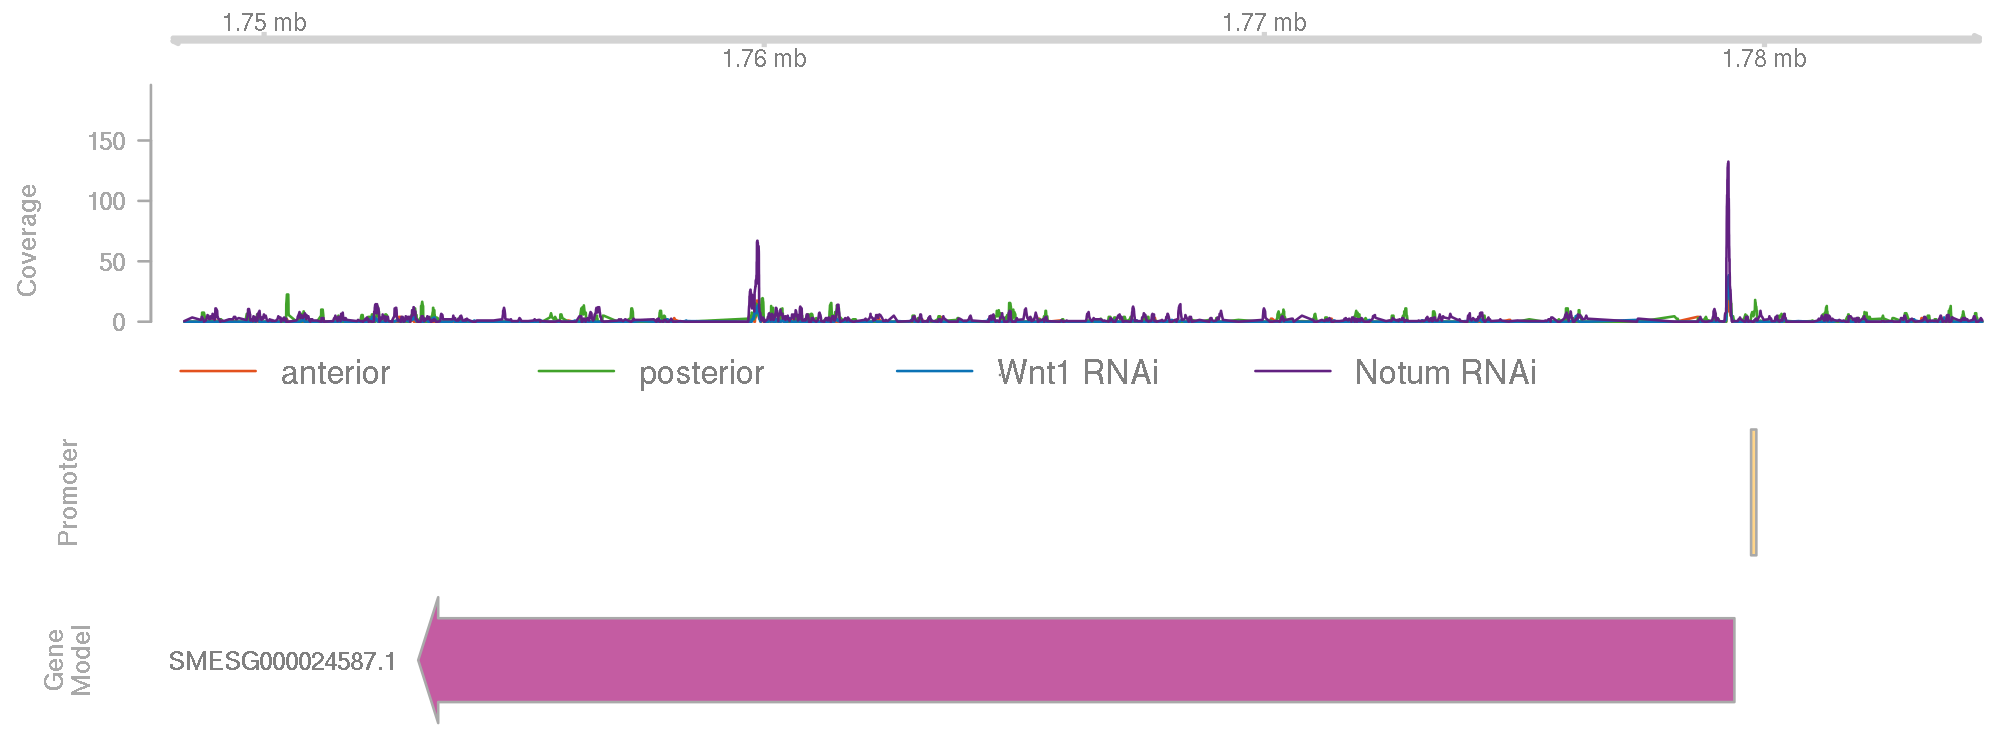 1.75 mb
1.77 mb
1.76 mb
1.78 mb
Coverage
150
100
50
0
anterior
posterior
Wnt1 RNAi
Notum RNAi
Promoter
Gene
Model
SMESG000024587.1